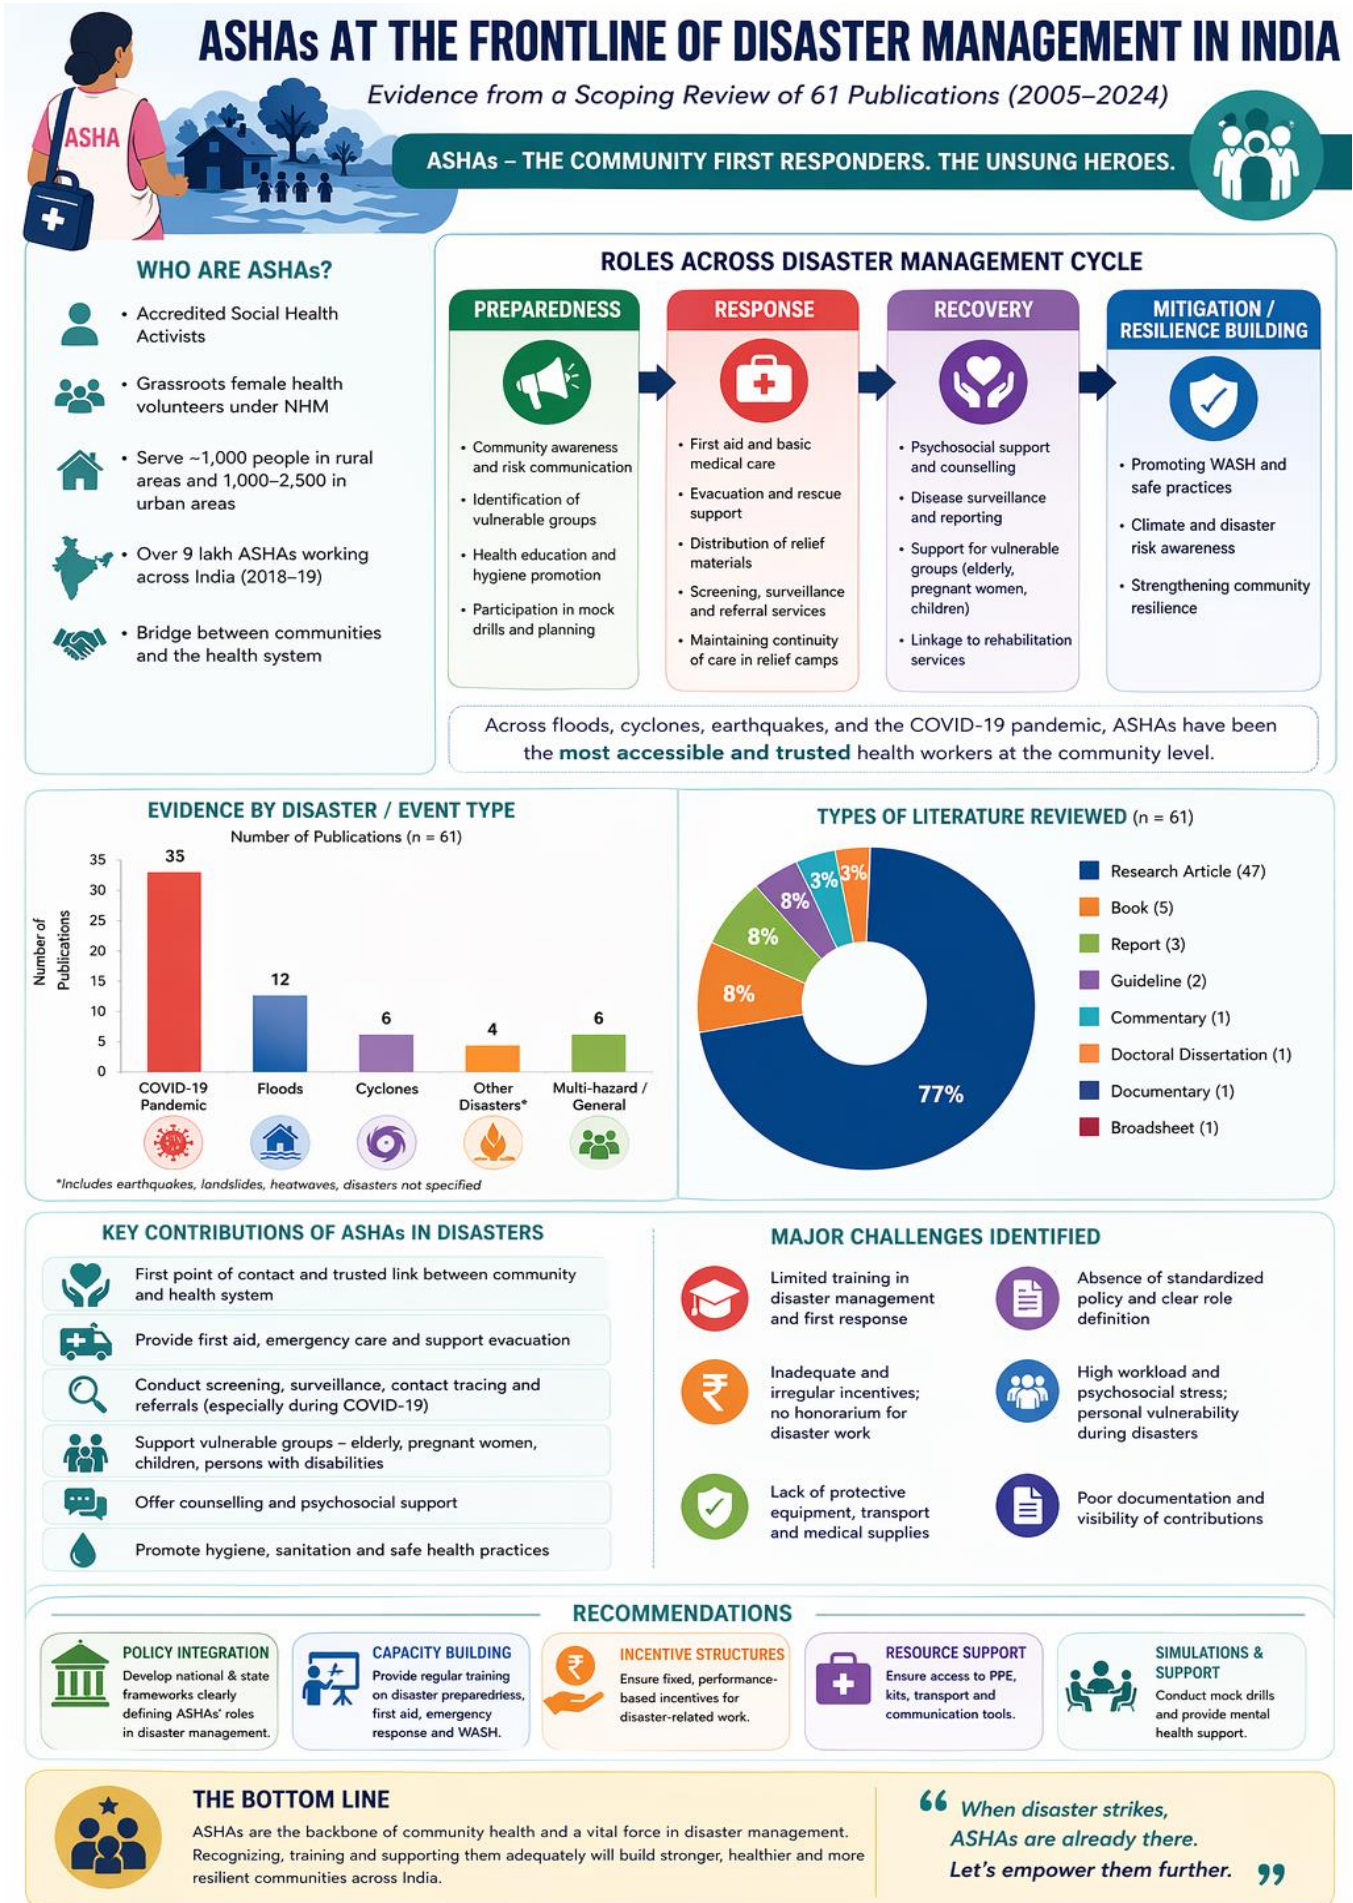 ASHAs AT THE FRONTLINE OF DISASTER MANAGEMENT IN INDIA
Evidence from a Scoping Review of 61 Publications (2005–2024)
ASHA
ASHAs – THE COMMUNITY FIRST RESPONDERS. THE UNSUNG HEROES.
WHO ARE ASHAs?
• Accredited Social Health
Activists
• Grassroots female health
volunteers under NHM
• Serve ~1,000 people in rural
areas and 1,000–2,500 in
urban areas
• Over 9 lakh ASHAs working
across India (2018–19)
• Bridge between communities
and the health system
ROLES ACROSS DISASTER MANAGEMENT CYCLE
PREPAREDNESS
• Community awareness
and risk communication
• Identification of
vulnerable groups
• Health education and
hygiene promotion
• Participation in mock
drills and planning
RESPONSE
• First aid and basic
medical care
• Evacuation and rescue
support
• Distribution of relief
materials
• Screening, surveillance
and referral services
• Maintaining continuity
of care in relief camps
RECOVERY
• Psychosocial support
and counselling
• Disease surveillance
and reporting
• Support for vulnerable
groups (elderly,
pregnant women,
children)
• Linkage to rehabilitation
services
MITIGATION /
RESILIENCE BUILDING
• Promoting WASH and
safe practices
• Climate and disaster
risk awareness
• Strengthening community
resilience
Across floods, cyclones, earthquakes, and the COVID-19 pandemic, ASHAs have been
the most accessible and trusted health workers at the community level.
EVIDENCE BY DISASTER / EVENT TYPE
Number of Publications (n = 61)
Number of
Publications
35
30
25
20
15
10
5
0
35
12
6
4
6
COVID-19
Pandemic
Floods
Cyclones
Other
Disasters*
Multi-hazard /
General
*Includes earthquakes, landslides, heatwaves, disasters not specified
TYPES OF LITERATURE REVIEWED (n = 61)
3%
3%
8%
8%
8%
77%
Research Article (47)
Book (5)
Report (3)
Guideline (2)
Commentary (1)
Doctoral Dissertation (1)
Documentary (1)
Broadsheet (1)
KEY CONTRIBUTIONS OF ASHAs IN DISASTERS
First point of contact and trusted link between community
and health system
Provide first aid, emergency care and support evacuation
Conduct screening, surveillance, contact tracing and
referrals (especially during COVID-19)
Support vulnerable groups – elderly, pregnant women,
children, persons with disabilities
Offer counselling and psychosocial support
Promote hygiene, sanitation and safe health practices
MAJOR CHALLENGES IDENTIFIED
Limited training in
disaster management
and first response
Absence of standardized
policy and clear role
definition
₹
Inadequate and
irregular incentives;
no honorarium for
disaster work
High workload and
psychosocial stress;
personal vulnerability
during disasters
Lack of protective
equipment, transport
and medical supplies
Poor documentation and
visibility of contributions
RECOMMENDATIONS
POLICY INTEGRATION
Develop national & state
frameworks clearly
defining ASHAs' roles
in disaster management.
CAPACITY BUILDING
Provide regular training
on disaster preparedness,
first aid, emergency
response and WASH.
₹
INCENTIVE STRUCTURES
Ensure fixed, performance-
based incentives for
disaster-related work.
RESOURCE SUPPORT
Ensure access to PPE,
kits, transport and
communication tools.
SIMULATIONS &
SUPPORT
Conduct mock drills
and provide mental
health support.
THE BOTTOM LINE
ASHAs are the backbone of community health and a vital force in disaster management.
Recognizing, training and supporting them adequately will build stronger, healthier and more
resilient communities across India.
“ When disaster strikes,
ASHAs are already there.
Let's empower them further. ”